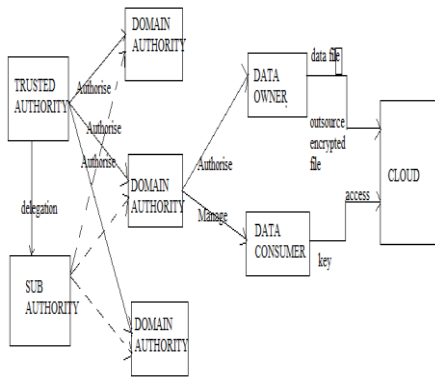 DOMAIN
AUTHORITY
TRUSTED
AUTHORITY
Authorise
Authorise
Authorise
delegation
SUB
AUTHORITY
DOMAIN
AUTHORITY
DOMAIN
AUTHORITY
Authorise
Manage
DATA
OWNER
data file
outsource
encrypted
file
DATA
CONSUMER
access
key
CLOUD